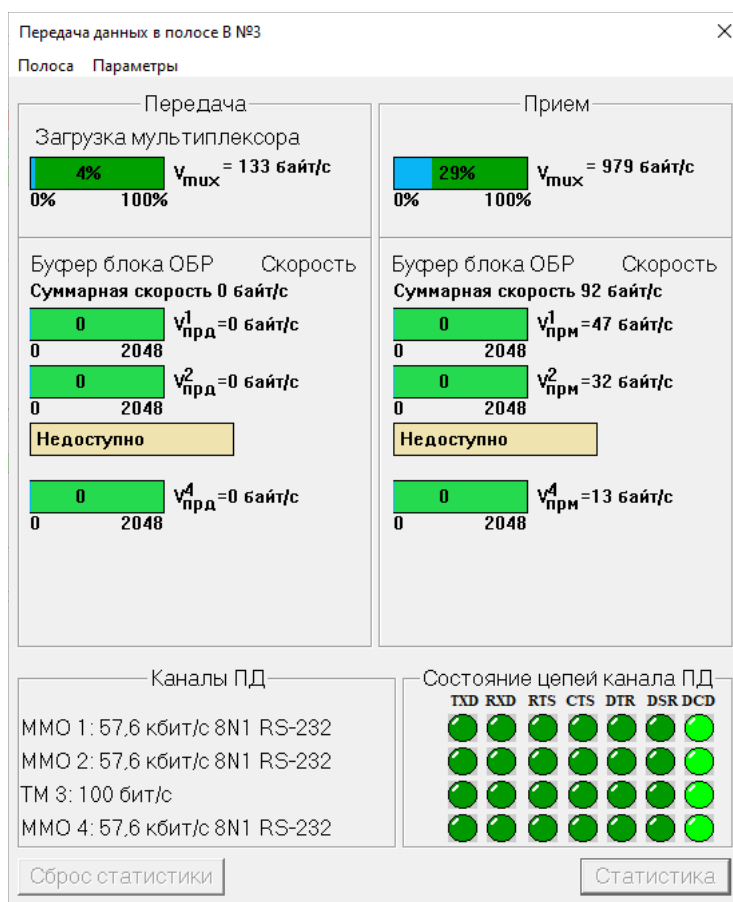 Передача данных в полосе В №3
Полоса Параметры
Передача
Загрузка мультиплексора
4%
Vmux = 133 байт/с
0% 100%
Прием
29%
Vmux = 979 байт/с
0% 100%
Буфер блока ОБР Скорость
Суммарная скорость 0 байт/с
0
V1прд=0 байт/с
0 2048
0
V2прд=0 байт/с
0 2048
Недоступно
0
V4прд=0 байт/с
0 2048
Буфер блока ОБР Скорость
Суммарная скорость 92 байт/с
0
V1прм=47 байт/с
0 2048
0
V2прм=32 байт/с
0 2048
Недоступно
0
V4прм=13 байт/с
0 2048
Каналы ПД
ММО 1: 57,6 кбит/с 8N1 RS-232
ММО 2: 57,6 кбит/с 8N1 RS-232
ТМ 3: 100 бит/с
ММО 4: 57,6 кбит/с 8N1 RS-232
Состояние цепей канала ПД
TXD RXD RTS CTS DTR DSR DCD
Сброс статистики
Статистика